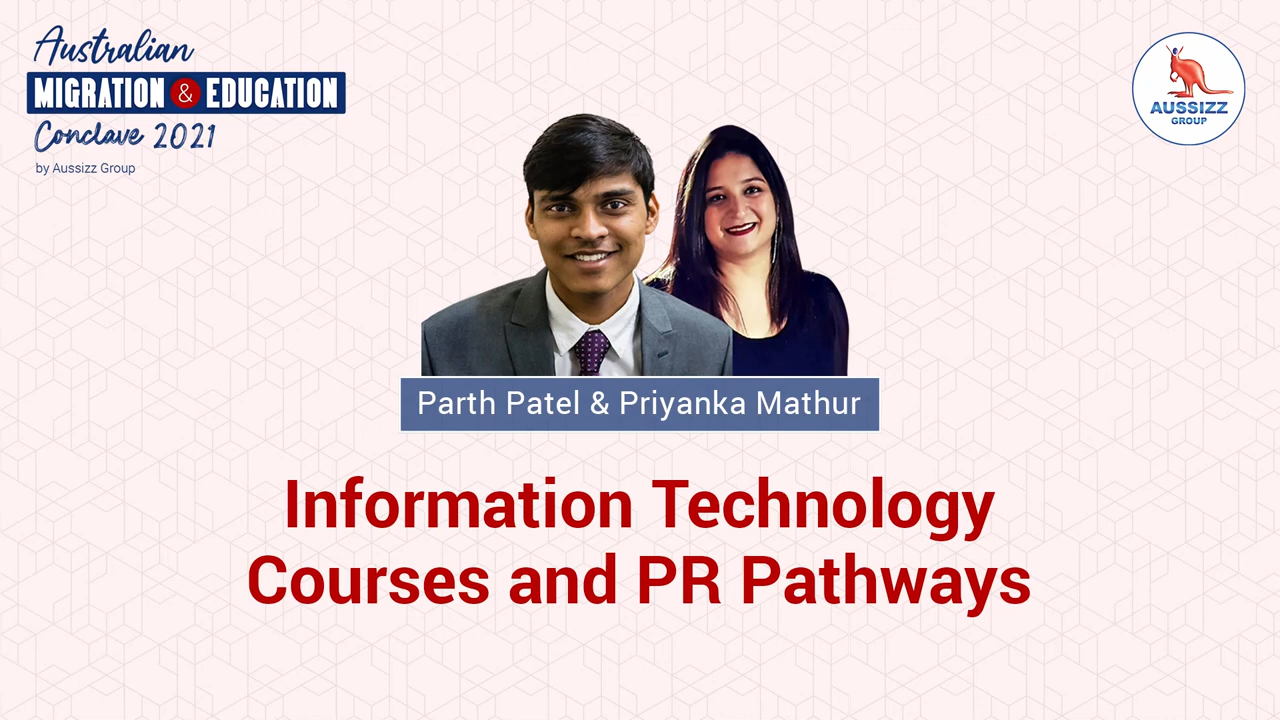 Australian
MIGRATION & EDUCATION
Conclave 2021
by Aussizz Group
AUSSIZZ
GROUP
Parth Patel & Priyanka Mathur
Information Technology
Courses and PR Pathways